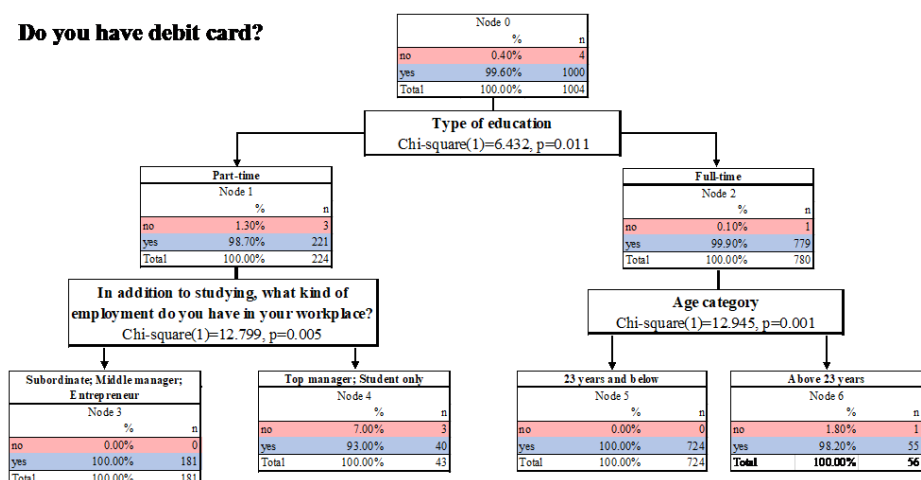 Do you have debit card?
Node 0
% n
no 0.40% 4
yes 99.60% 1000
Total 100.00% 1004
Type of education
Chi-square(1)=6.432, p=0.011
Part-time
Node 1
% n
no 1.30% 3
yes 98.70% 221
Total 100.00% 224
Full-time
Node 2
% n
no 0.10% 1
yes 99.90% 779
Total 100.00% 780
In addition to studying, what kind of
employment do you have in your workplace?
Chi-square(1)=12.799, p=0.005
Age category
Chi-square(1)=12.945, p=0.001
Subordinate; Middle manager;
Entrepreneur
Node 3
% n
no 0.00% 0
yes 100.00% 181
Total 100.00% 181
Top manager; Student only
Node 4
% n
no 7.00% 3
yes 93.00% 40
Total 100.00% 43
23 years and below
Node 5
% n
no 0.00% 0
yes 100.00% 724
Total 100.00% 724
Above 23 years
Node 6
% n
no 1.80% 1
yes 98.20% 55
Total 100.00% 56